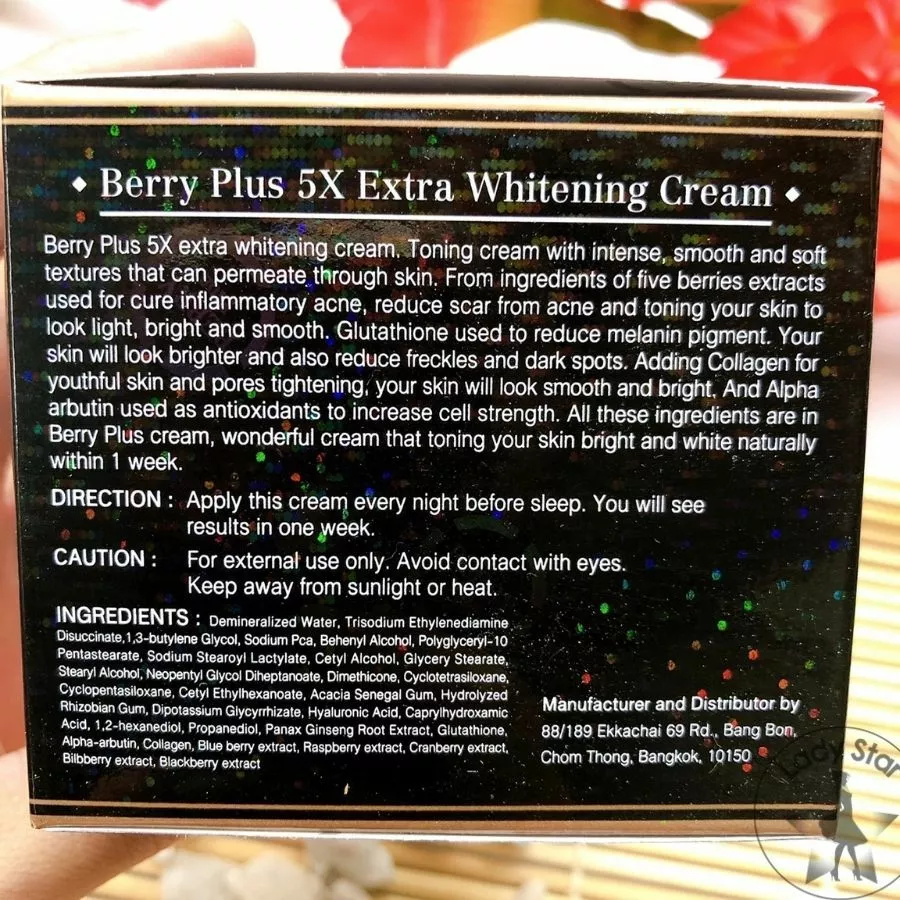 Berry Plus 5X Extra Whitening Cream
Berry Plus 5X extra whitening cream. Toning cream with intense, smooth and soft
textures that can permeate through skin. From ingredients of five berries extracts
used for cure inflammatory acne, reduce scar from acne and toning your skin to
look light, bright and smooth. Glutathione used to reduce melanin pigment. Your
skin will look brighter and also reduce freckles and dark spots. Adding Collagen for
youthful skin and pores tightening, your skin will look smooth and bright. And Alpha
arbutin used as antioxidants to increase cell strength. All these ingredients are in
Berry Plus cream, wonderful cream that toning your skin bright and white naturally
within 1 week.
DIRECTION : Apply this cream every night before sleep. You will see
results in one week.
CAUTION : For external use only. Avoid contact with eyes.
Keep away from sunlight or heat.
INGREDIENTS : Demineralized Water, Trisodium Ethylenediamine
Disuccinate,1,3-butylene Glycol, Sodium Pca, Behenyl Alcohol, Polyglyceryl-10
Pentastearate, Sodium Stearoyl Lactylate, Cetyl Alcohol, Glycery Stearate,
Stearyl Alcohol, Neopentyl Glycol Diheptanoate, Dimethicone, Cyclotetrasiloxane,
Cyclopentasiloxane, Cetyl Ethylhexanoate, Acacia Senegal Gum, Hydrolyzed
Rhizobian Gum, Dipotassium Glycyrrhizate, Hyaluronic Acid, Caprylhydroxamic
Acid, 1,2-hexanediol, Propanediol, Panax Ginseng Root Extract, Glutathione,
Alpha-arbutin, Collagen, Blue berry extract, Raspberry extract, Cranberry extract,
Bilbberry extract, Blackberry extract
Manufacturer and Distributor by
88/189 Ekkachai 69 Rd., Bang Bon,
Chom Thong, Bangkok, 10150
Lady Star